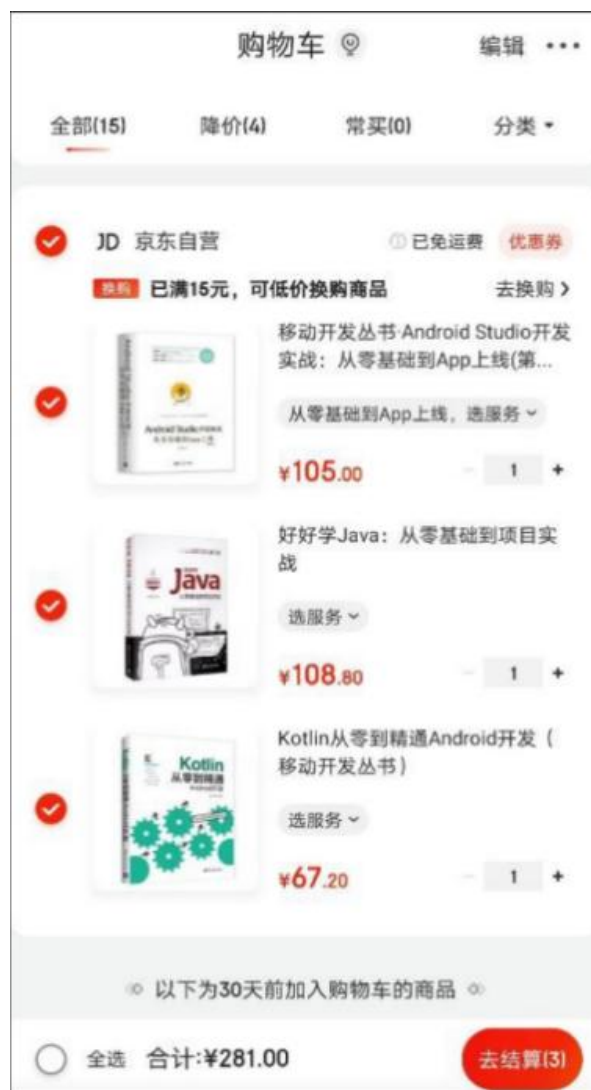 购物车
编辑 •••
全部(15) 降价(4) 常买(0) 分类
JD 京东自营 已免运费 优惠券
换购 已满15元，可低价换购商品 去换购 >
移动开发丛书·Android Studio开发
实战：从零基础到App上线(第...
从零基础到App上线，选服务
¥105.00 - 1 +
好好学Java：从零基础到项目实
战
Java
选服务
¥108.80 - 1 +
Kotlin从零到精通Android开发（
移动开发丛书）
Kotlin
从零到精通
选服务
¥67.20 - 1 +
以下为30天前加入购物车的商品
全选 合计:¥281.00 去结算(3)